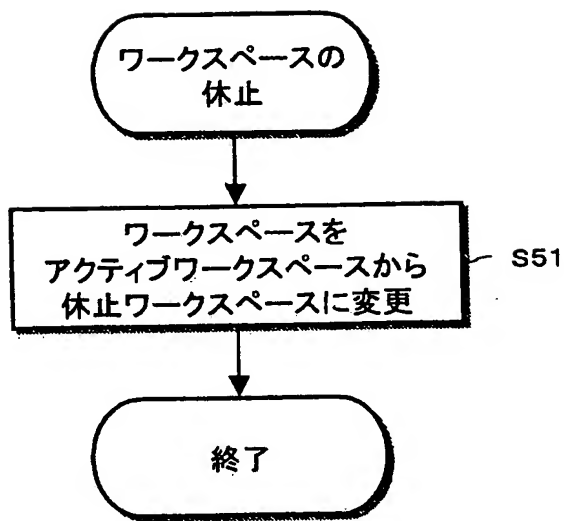 ワークスペースの
休止
ワークスペースを
アクティブワークスペースから
休止ワークスペースに変更
S51
終了